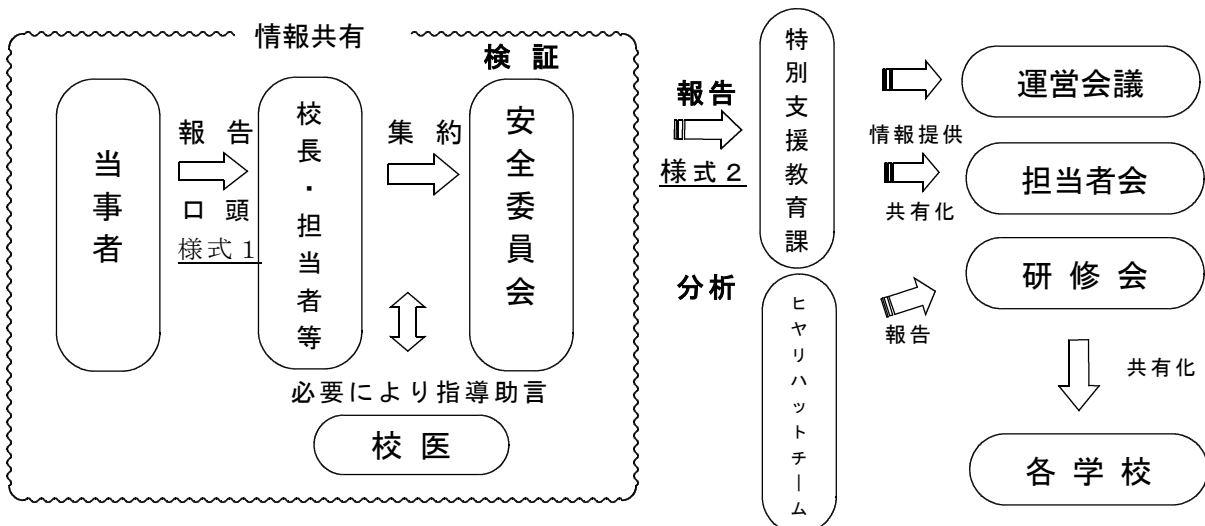 情報共有
検 証
当事者
報 告
口 頭
様式１
校長・担当者等
集 約
安全委員会
必要により指導助言
校 医
報告
様式２
分析
特別支援教育課
ヒヤリハットチーム
情報提供
共有化
報告
運営会議
担当者会
研 修 会
共有化
各 学 校